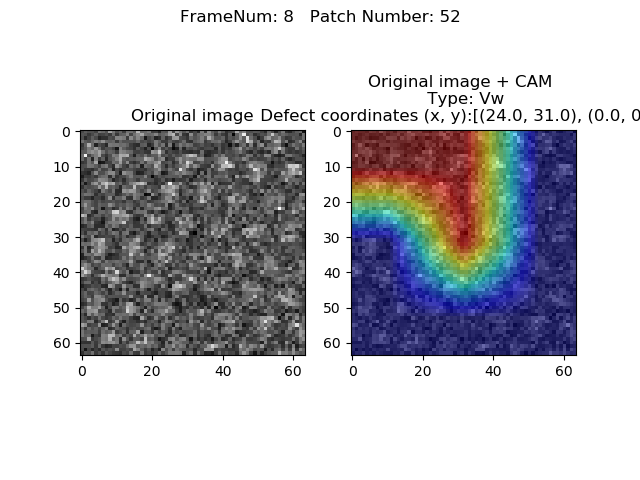 FrameNum: 8   Patch Number: 52
Original image + CAM
Type: Vw
Original image
Defect coordinates (x, y):[(24.0, 31.0), (0.0, 0
0
10
20
30
40
50
60
0 20 40 60
0
10
20
30
40
50
60
0 20 40 60